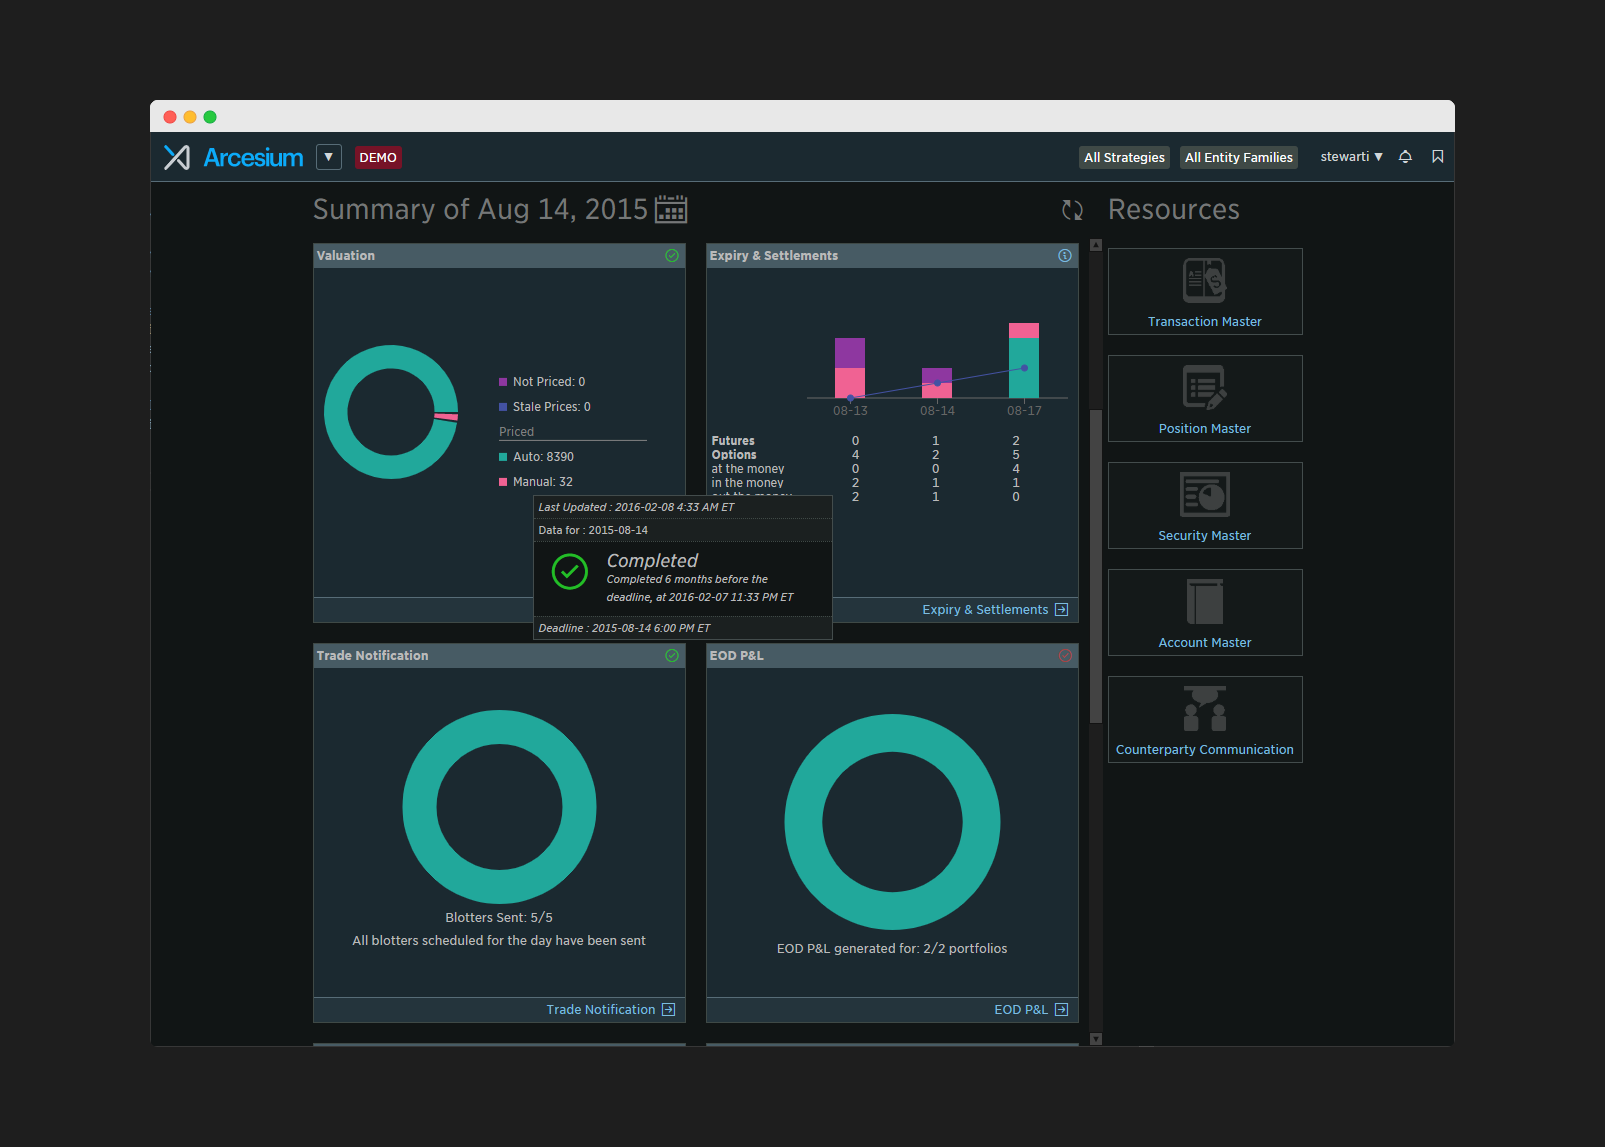 Arcesium ▼ DEMO
All Strategies All Entity Families stewarti ▼
Summary of Aug 14, 2015
Resources
Valuation
Not Priced: 0
Stale Prices: 0
Priced
Auto: 8390
Manual: 32
Expiry & Settlements
08-13 08-14 08-17
Futures 0 1 2
Options 4 2 5
at the money 0 0 4
in the money 2 1 1
out the money 2 1 0
Expiry & Settlements
Last Updated : 2016-02-08 4:33 AM ET
Data for : 2015-08-14
Completed
Completed 6 months before the
deadline, at 2016-02-07 11:33 PM ET
Deadline : 2015-08-14 6:00 PM ET
Trade Notification
Blotters Sent: 5/5
All blotters scheduled for the day have been sent
Trade Notification
EOD P&L
EOD P&L generated for: 2/2 portfolios
EOD P&L
Transaction Master
Position Master
Security Master
Account Master
Counterparty Communication